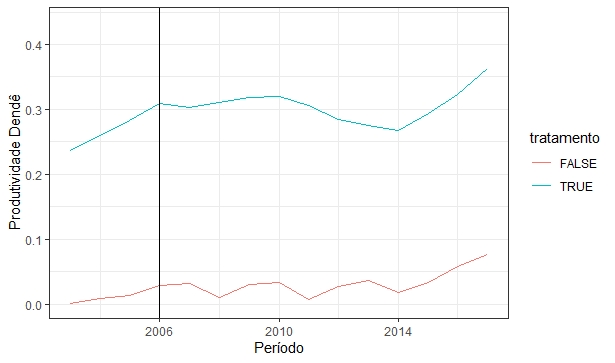 0.4
0.3
0.2
0.1
0.0
Produtividade Dendê
2006
2010
2014
Período
tratamento
FALSE
TRUE